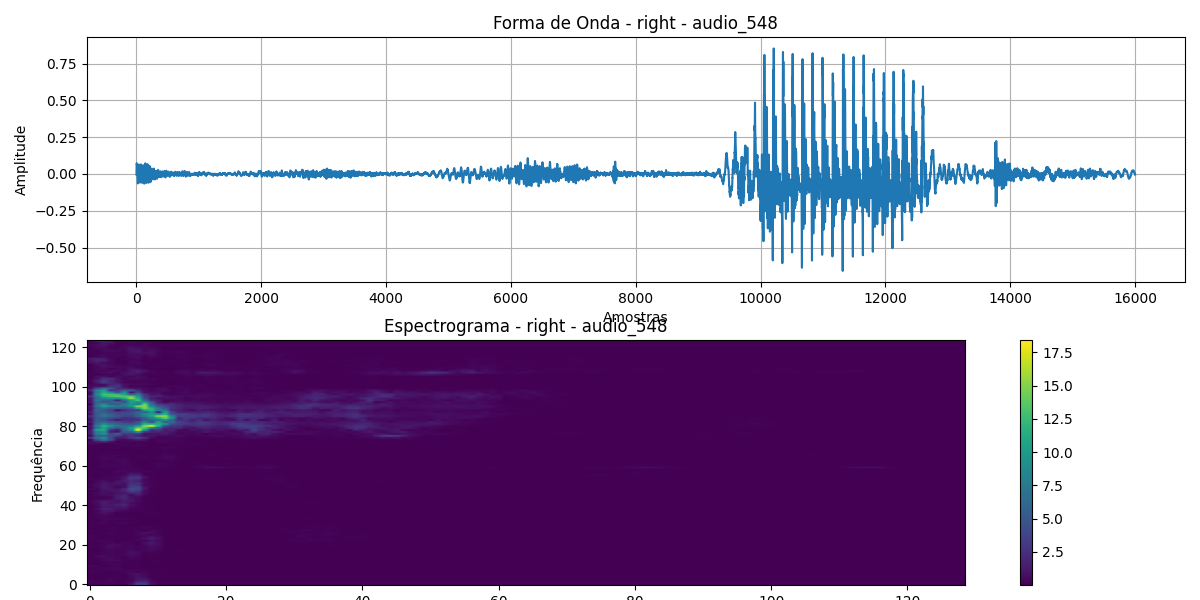 Forma de Onda - right - audio_548
Amplitude
0.75
0.50
0.25
0.00
−0.25
−0.50
0 2000 4000 6000 8000 10000 12000 14000 16000
Amostras
Espectrograma - right - audio_548
Frequência
120
100
80
60
40
20
0
0 20 40 60 80 100 120
17.5
15.0
12.5
10.0
7.5
5.0
2.5